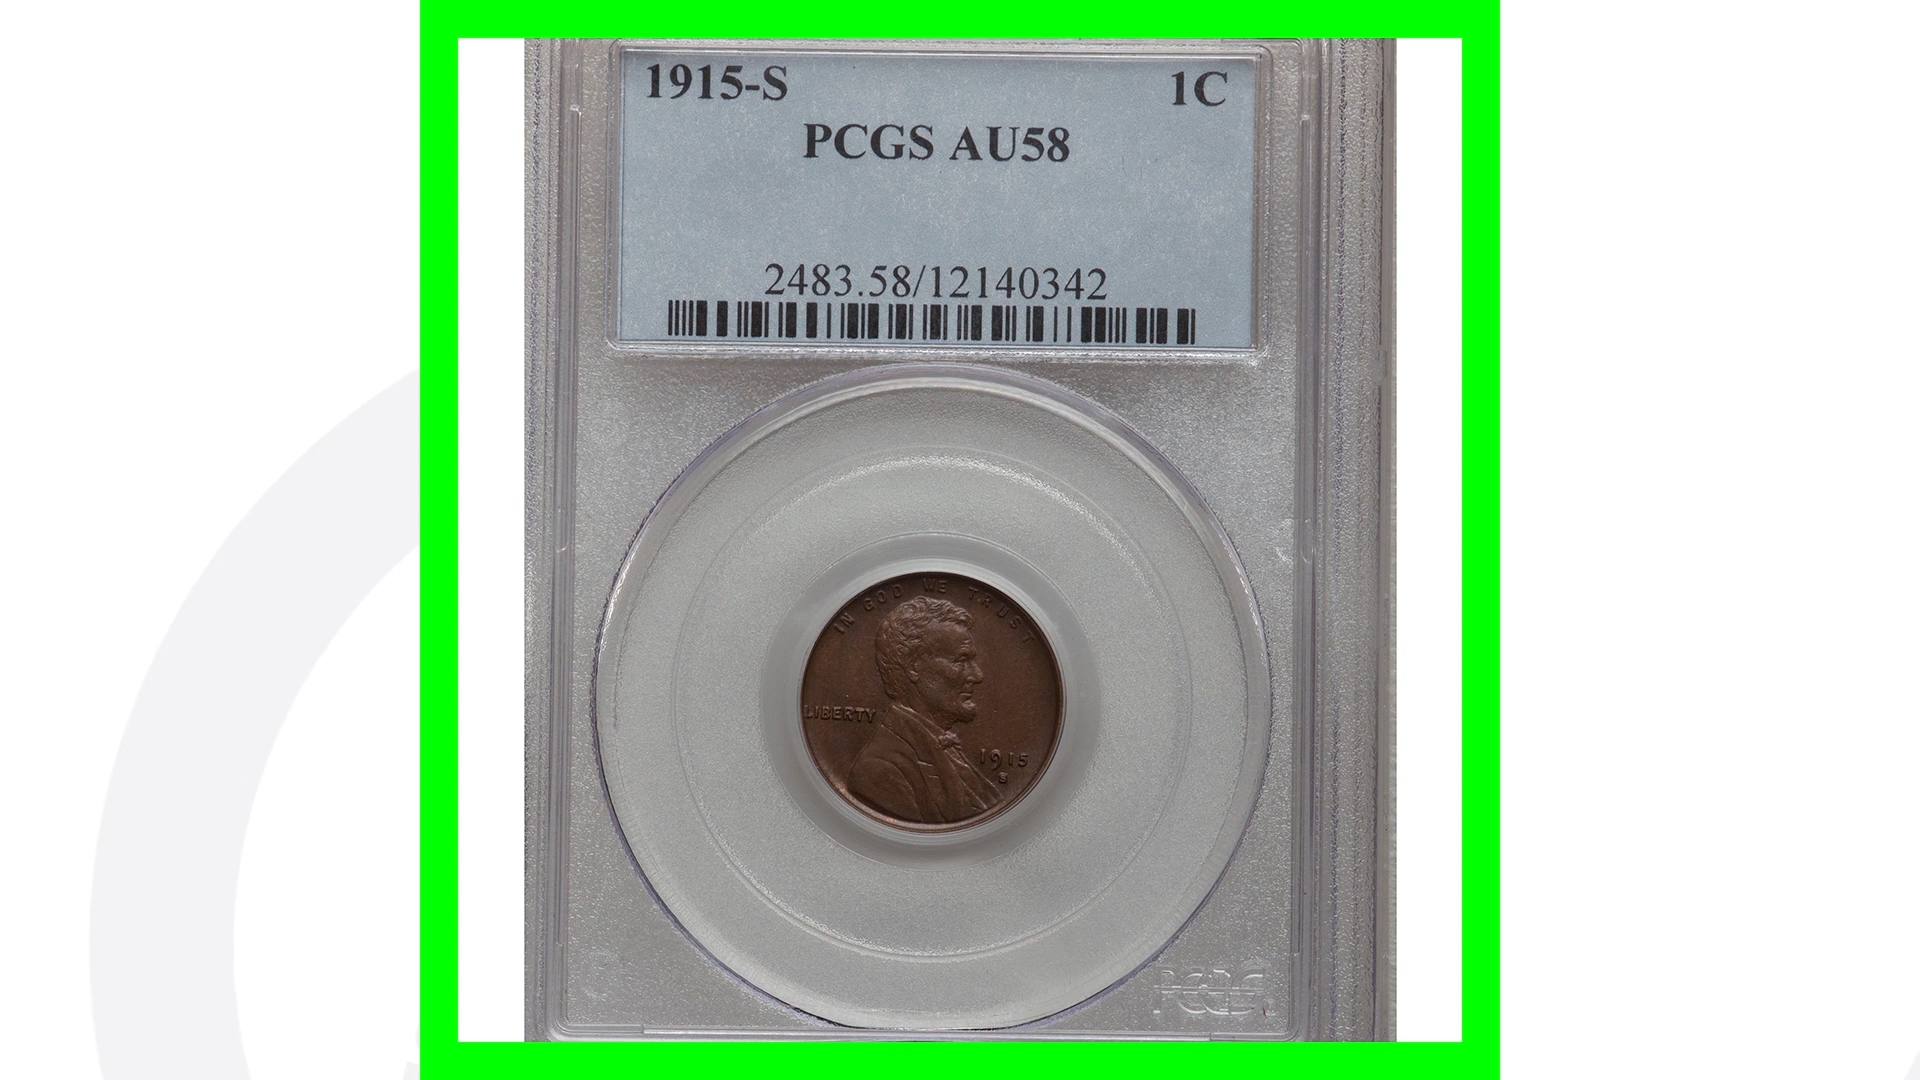 1915-S 1C
PCGS AU58
2483.58/12140342
IN GOD WE TRUST
LIBERTY
1915
S
PCGS